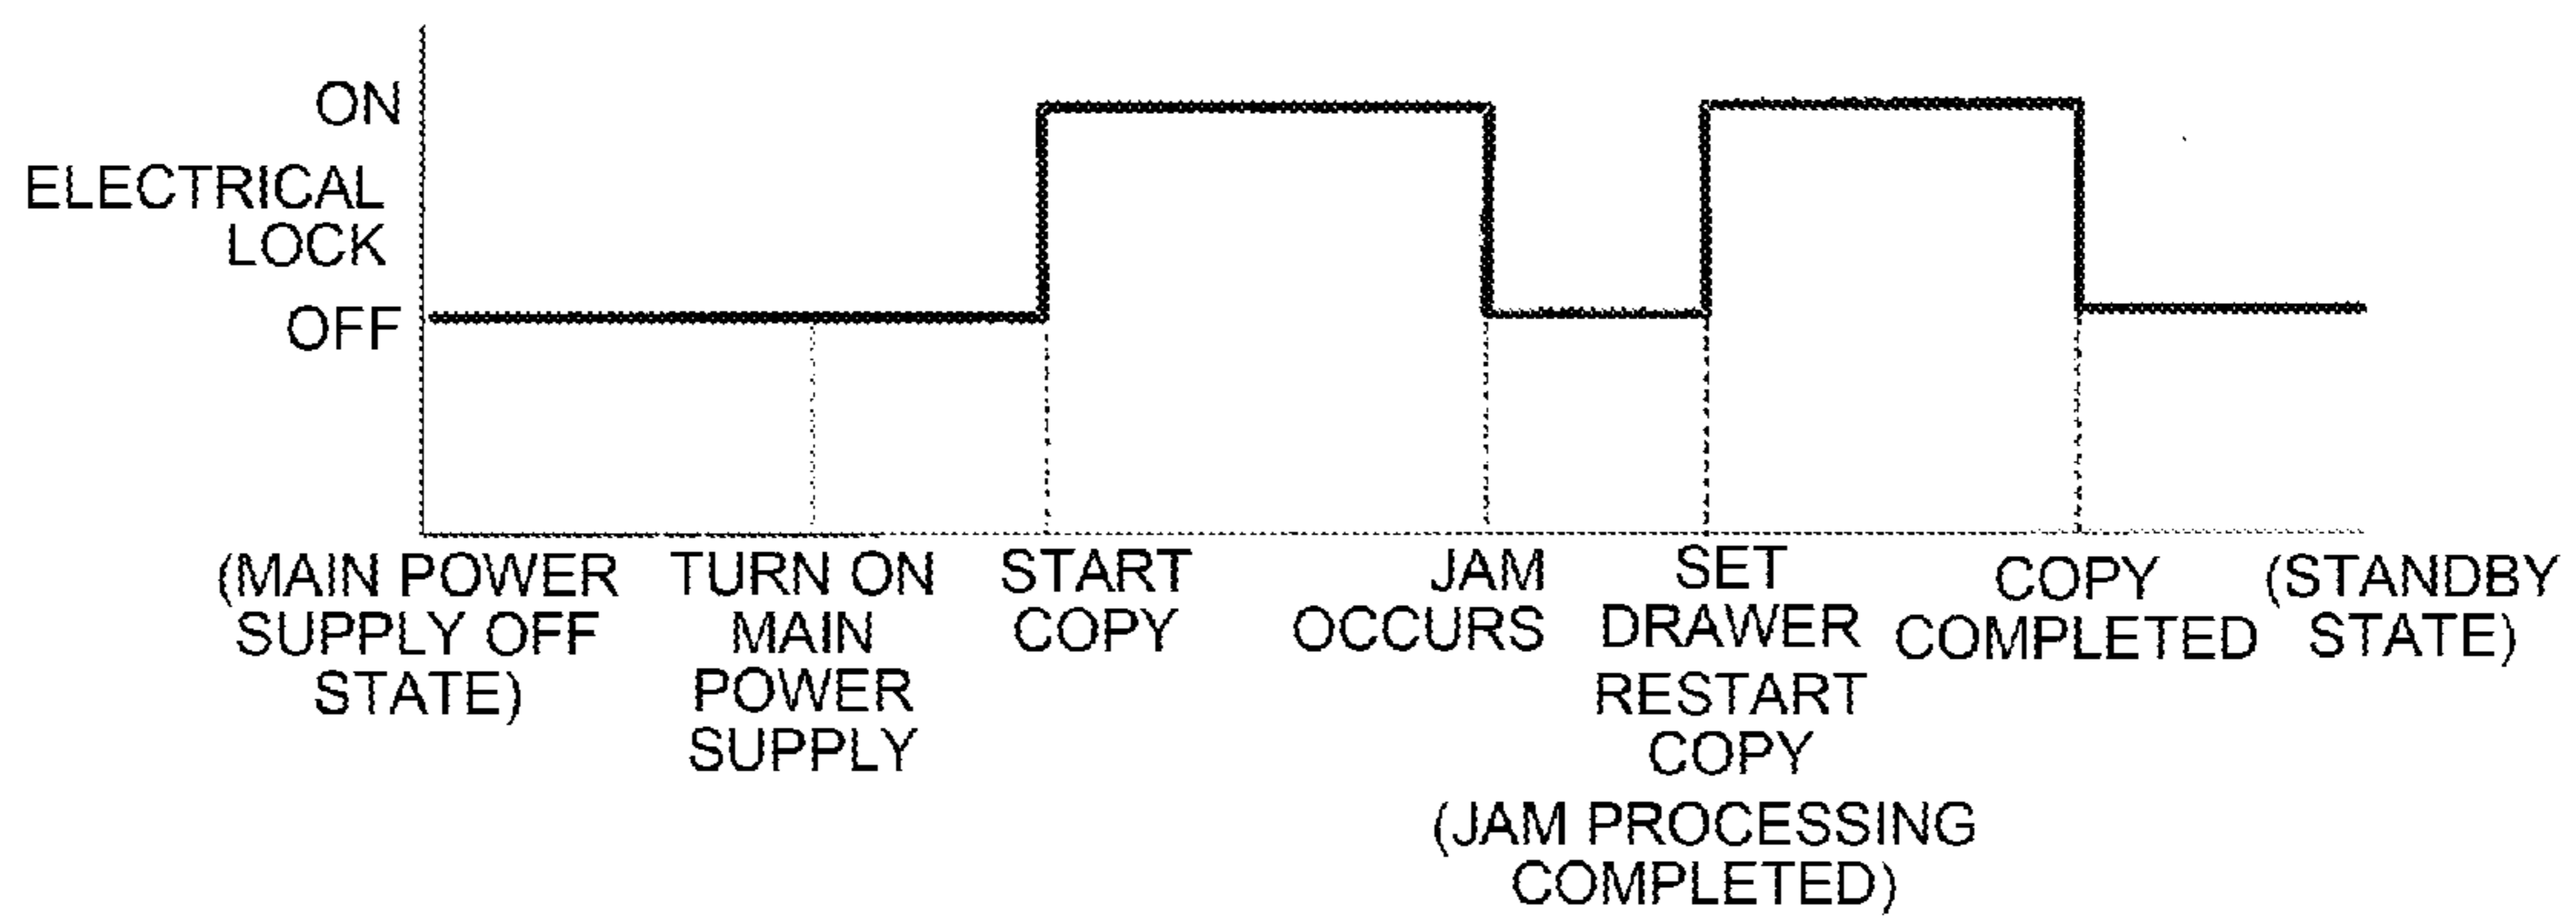 ON
ELECTRICAL
LOCK
OFF
(MAIN POWER
SUPPLY OFF
STATE)
TURN ON
MAIN
POWER
SUPPLY
START
COPY
JAM
OCCURS
SET
DRAWER
RESTART
COPY
(JAM PROCESSING
COMPLETED)
COPY
COMPLETED
(STANDBY
STATE)